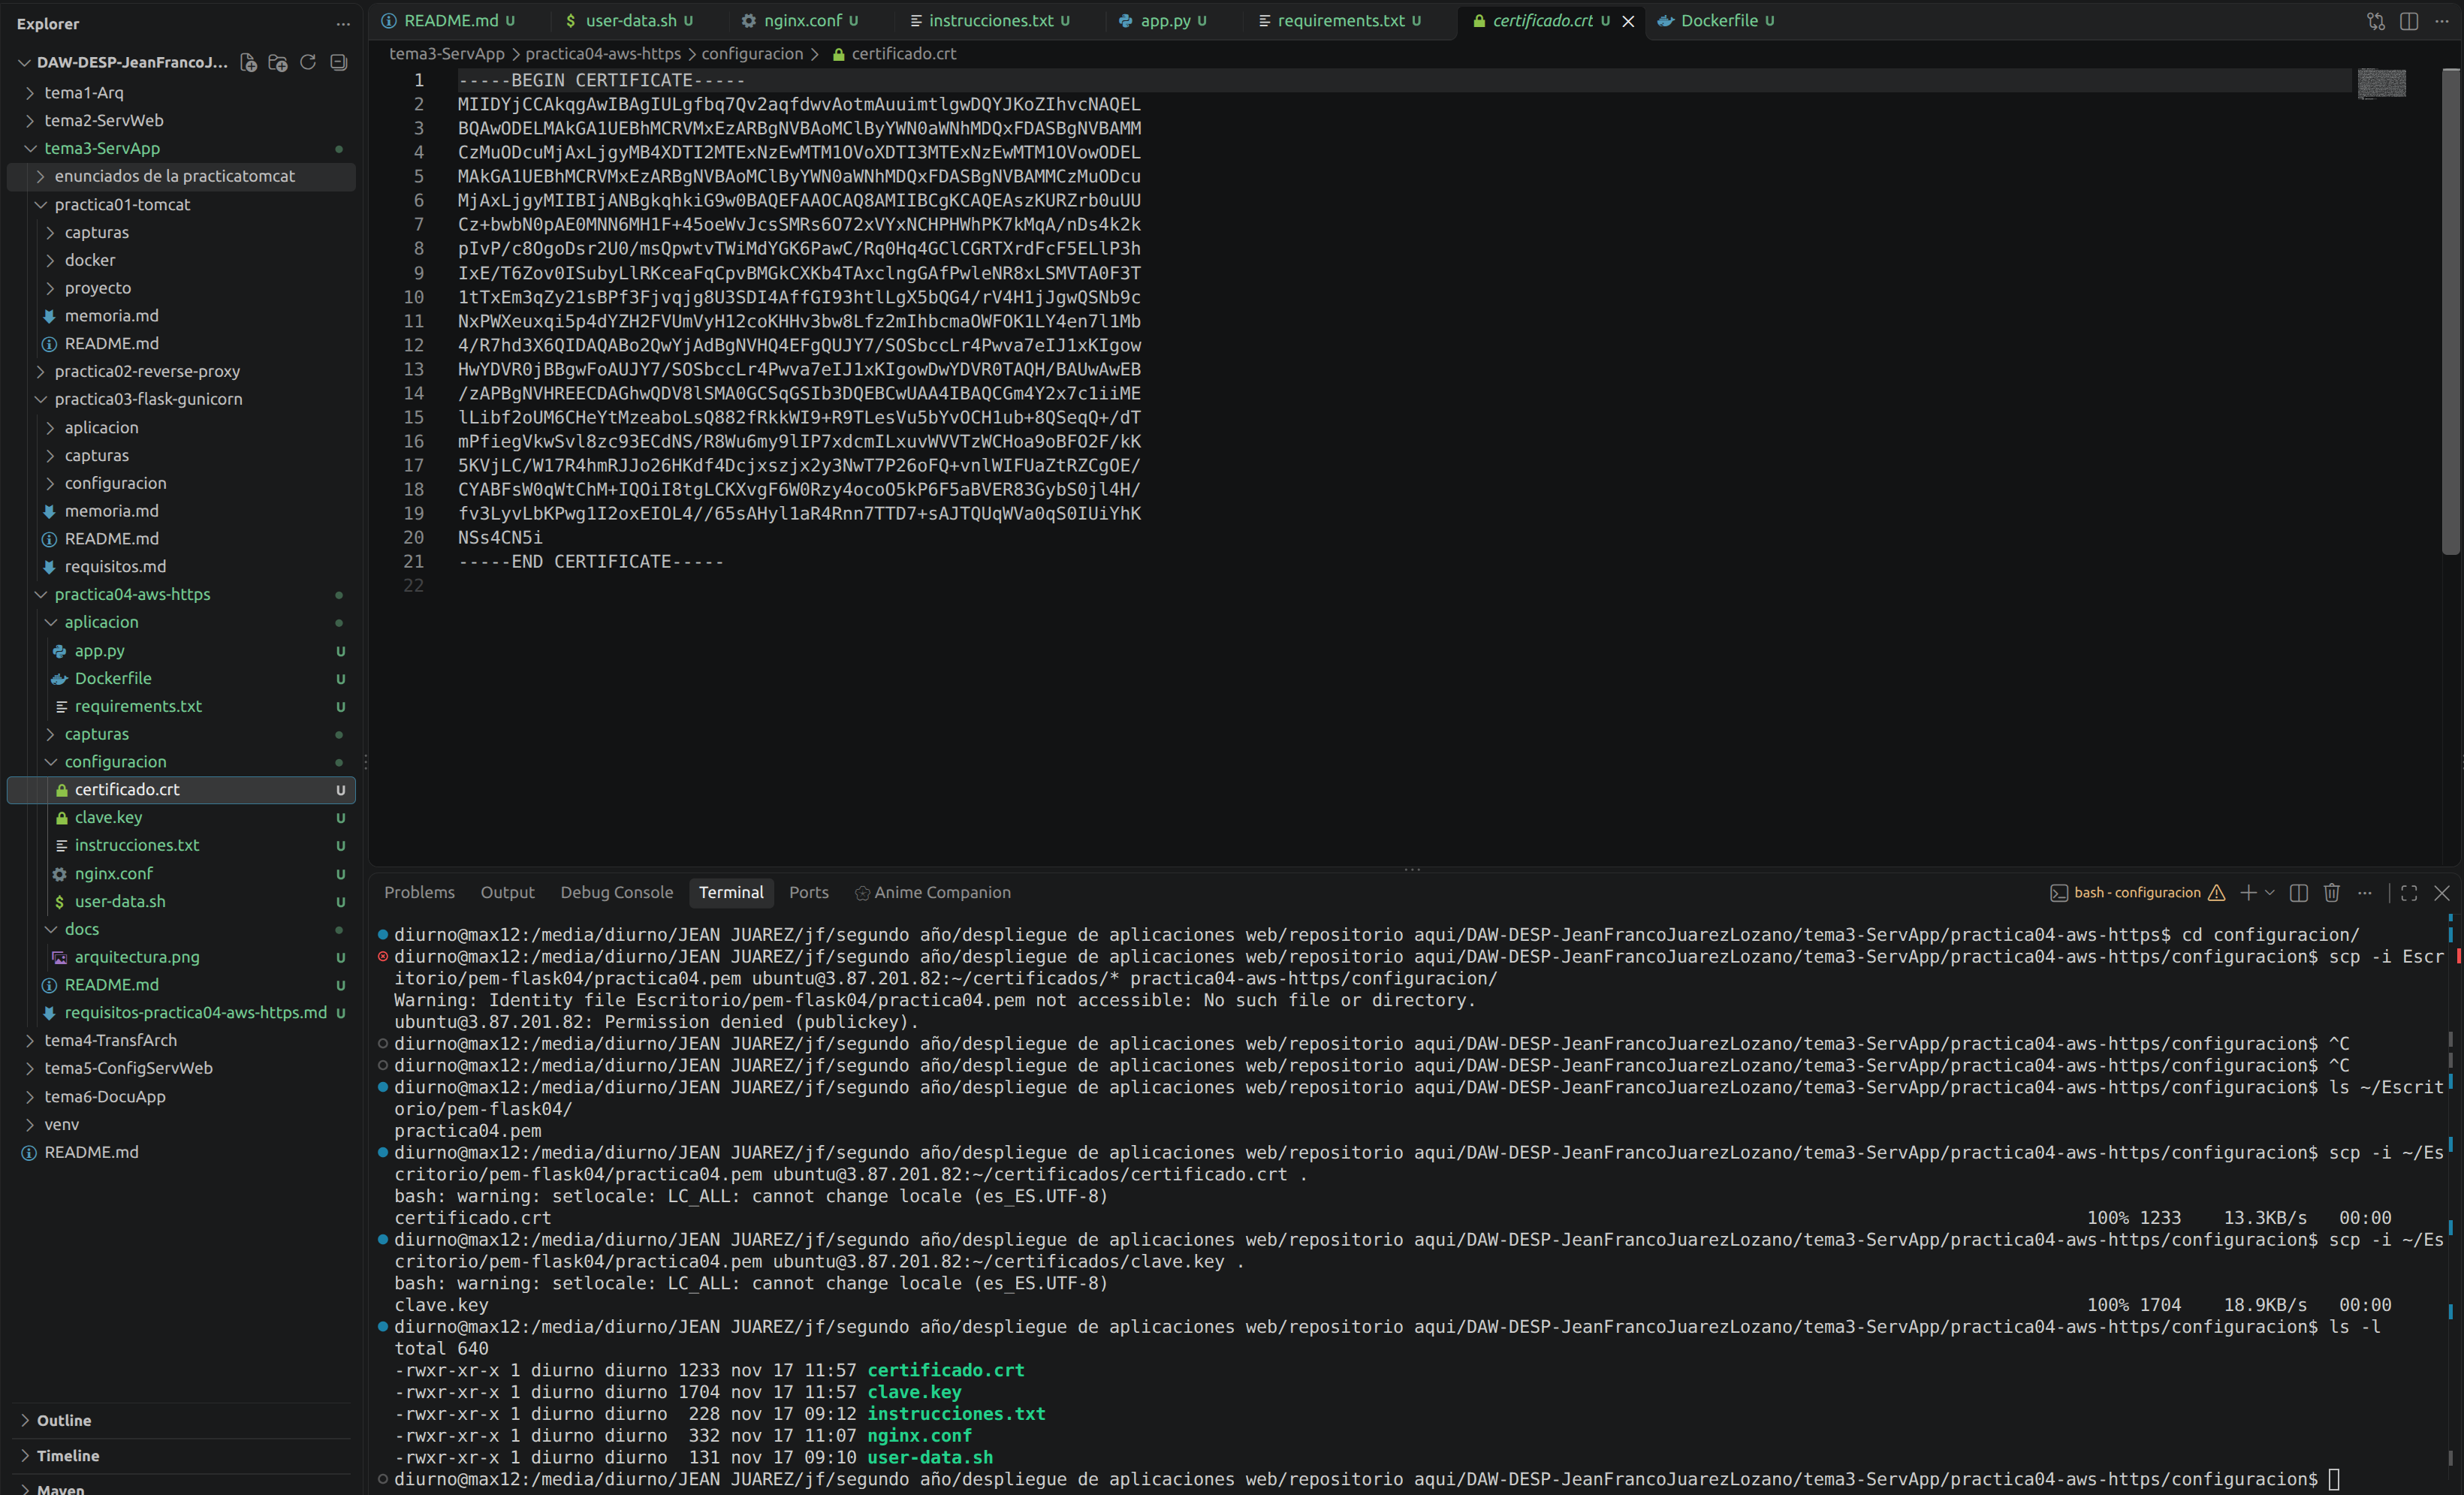 Explorer
DAW-DESP-JeanFrancoJ...
tema1-Arq
tema2-ServWeb
tema3-ServApp
enunciados de la practicatomcat
practica01-tomcat
capturas
docker
proyecto
memoria.md
README.md
practica02-reverse-proxy
practica03-flask-gunicorn
aplicacion
capturas
configuracion
memoria.md
README.md
requisitos.md
practica04-aws-https
aplicacion
app.py U
Dockerfile U
requirements.txt U
capturas
configuracion
certificado.crt U
clave.key U
instrucciones.txt U
nginx.conf U
user-data.sh U
docs
arquitectura.png U
README.md U
requisitos-practica04-aws-https.md U
tema4-TransfArch
tema5-ConfigServWeb
tema6-DocuApp
venv
README.md
Outline
Timeline
Maven
README.md U
user-data.sh U
nginx.conf U
instrucciones.txt U
app.py U
requirements.txt U
certificado.crt U
Dockerfile U
tema3-ServApp > practica04-aws-https > configuracion > certificado.crt
1 -----BEGIN CERTIFICATE-----
2 MIIDYjCCAkqgAwIBAgIULgfbq7Qv2aqfdwvAotmAuuimtlgwDQYJKoZIhvcNAQEL
3 BQAwODELMAkGA1UEBhMCRVMxEzARBgNVBAoMClByYWN0aWNhMDQxFDASBgNVBAMM
4 CzMuODcuMjAxLjgyMB4XDTI2MTExNzEwMTM1OVoXDTI3MTExNzEwMTM1OVowODEL
5 MAkGA1UEBhMCRVMxEzARBgNVBAoMClByYWN0aWNhMDQxFDASBgNVBAMMCzMuODcu
6 MjAxLjgyMIIBIjANBgkqhkiG9w0BAQEFAAOCAQ8AMIIBCgKCAQEAszKURZrb0uUU
7 Cz+bwbN0pAE0MNN6MH1F+45oeWvJcsSMRs6O72xVYxNCHPHWhPK7kMqA/nDs4k2k
8 pIvP/c8OgoDsr2U0/msQpwtvTWiMdYGK6PawC/Rq0Hq4GClCGRTXrdFcF5ELlP3h
9 IxE/T6Zov0ISubyLlRKceaFqCpvBMGkCXKb4TAxclngGAfPwleNR8xLSMVTA0F3T
10 1tTxEm3qZy21sBPf3Fjvqjg8U3SDI4AffGI93htlLgX5bQG4/rV4H1jJgwQSNb9c
11 NxPWXeuxqi5p4dYZH2FVUmVyH12coKHHv3bw8Lfz2mIhbcmaOWFOK1LY4en7l1Mb
12 4/R7hd3X6QIDAQABo2QwYjAdBgNVHQ4EFgQUJY7/SOSbccLr4Pwva7eIJ1xKIgow
13 HwYDVR0jBBgwFoAUJY7/SOSbccLr4Pwva7eIJ1xKIgowDwYDVR0TAQH/BAUwAwEB
14 /zAPBgNVHREECDAGhwQDV8lSMA0GCSqGSIb3DQEBCwUAA4IBAQCGm4Y2x7c1iiME
15 lLibf2oUM6CHeYtMzeaboLsQ882fRkkWI9+R9TLesVu5bYvOCH1ub+8QSeqQ+/dT
16 mPfiegVkwSvl8zc93ECdNS/R8Wu6my9lIP7xdcmILxuvWVVTzWCHoa9oBFO2F/kK
17 5KVjLC/W17R4hmRJJo26HKdf4Dcjxszjx2y3NwT7P26oFQ+vnlWIFUaZtRZCgOE/
18 CYABFsW0qWtChM+IQOiI8tgLCKXvgF6W0Rzy4ocoO5kP6F5aBVER83GybS0jl4H/
19 fv3LyvLbKPwg1I2oxEIOL4//65sAHyl1aR4Rnn7TTD7+sAJTQUqWVa0qS0IUiYhK
20 NSs4CN5i
21 -----END CERTIFICATE-----
22
Problems Output Debug Console Terminal Ports Anime Companion
bash - configuracion
diurno@max12:/media/diurno/JEAN JUAREZ/jf/segundo año/despliegue de aplicaciones web/repositorio aqui/DAW-DESP-JeanFrancoJuarezLozano/tema3-ServApp/practica04-aws-https$ cd configuracion/
diurno@max12:/media/diurno/JEAN JUAREZ/jf/segundo año/despliegue de aplicaciones web/repositorio aqui/DAW-DESP-JeanFrancoJuarezLozano/tema3-ServApp/practica04-aws-https/configuracion$ scp -i Escr
itorio/pem-flask04/practica04.pem ubuntu@3.87.201.82:~/certificados/* practica04-aws-https/configuracion/
Warning: Identity file Escritorio/pem-flask04/practica04.pem not accessible: No such file or directory.
ubuntu@3.87.201.82: Permission denied (publickey).
diurno@max12:/media/diurno/JEAN JUAREZ/jf/segundo año/despliegue de aplicaciones web/repositorio aqui/DAW-DESP-JeanFrancoJuarezLozano/tema3-ServApp/practica04-aws-https/configuracion$ ^C
diurno@max12:/media/diurno/JEAN JUAREZ/jf/segundo año/despliegue de aplicaciones web/repositorio aqui/DAW-DESP-JeanFrancoJuarezLozano/tema3-ServApp/practica04-aws-https/configuracion$ ^C
diurno@max12:/media/diurno/JEAN JUAREZ/jf/segundo año/despliegue de aplicaciones web/repositorio aqui/DAW-DESP-JeanFrancoJuarezLozano/tema3-ServApp/practica04-aws-https/configuracion$ ls ~/Escrit
orio/pem-flask04/
practica04.pem
diurno@max12:/media/diurno/JEAN JUAREZ/jf/segundo año/despliegue de aplicaciones web/repositorio aqui/DAW-DESP-JeanFrancoJuarezLozano/tema3-ServApp/practica04-aws-https/configuracion$ scp -i ~/Es
critorio/pem-flask04/practica04.pem ubuntu@3.87.201.82:~/certificados/certificado.crt .
bash: warning: setlocale: LC_ALL: cannot change locale (es_ES.UTF-8)
certificado.crt 100% 1233 13.3KB/s 00:00
diurno@max12:/media/diurno/JEAN JUAREZ/jf/segundo año/despliegue de aplicaciones web/repositorio aqui/DAW-DESP-JeanFrancoJuarezLozano/tema3-ServApp/practica04-aws-https/configuracion$ scp -i ~/Es
critorio/pem-flask04/practica04.pem ubuntu@3.87.201.82:~/certificados/clave.key .
bash: warning: setlocale: LC_ALL: cannot change locale (es_ES.UTF-8)
clave.key 100% 1704 18.9KB/s 00:00
diurno@max12:/media/diurno/JEAN JUAREZ/jf/segundo año/despliegue de aplicaciones web/repositorio aqui/DAW-DESP-JeanFrancoJuarezLozano/tema3-ServApp/practica04-aws-https/configuracion$ ls -l
total 640
-rwxr-xr-x 1 diurno diurno 1233 nov 17 11:57 certificado.crt
-rwxr-xr-x 1 diurno diurno 1704 nov 17 11:57 clave.key
-rwxr-xr-x 1 diurno diurno 228 nov 17 09:12 instrucciones.txt
-rwxr-xr-x 1 diurno diurno 332 nov 17 11:07 nginx.conf
-rwxr-xr-x 1 diurno diurno 131 nov 17 09:10 user-data.sh
diurno@max12:/media/diurno/JEAN JUAREZ/jf/segundo año/despliegue de aplicaciones web/repositorio aqui/DAW-DESP-JeanFrancoJuarezLozano/tema3-ServApp/practica04-aws-https/configuracion$